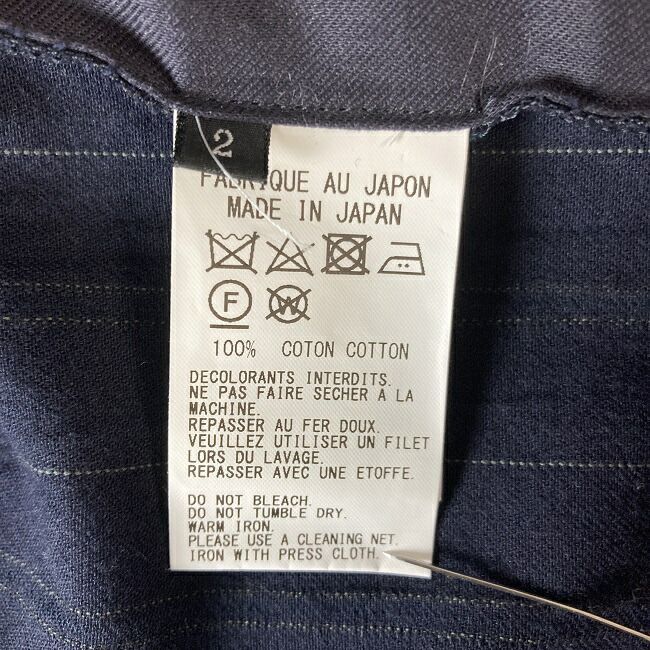 2
FABRIQUE AU JAPON
MADE IN JAPAN
F W
100% COTON COTTON
DECOLORANTS INTERDITS.
NE PAS FAIRE SECHER A LA
MACHINE.
REPASSER AU FER DOUX.
VEUILLEZ UTILISER UN FILET
LORS DU LAVAGE.
REPASSER AVEC UNE ETOFFE.
DO NOT BLEACH.
DO NOT TUMBLE DRY.
WARM IRON.
PLEASE USE A CLEANING NET.
IRON WITH PRESS CLOTH.